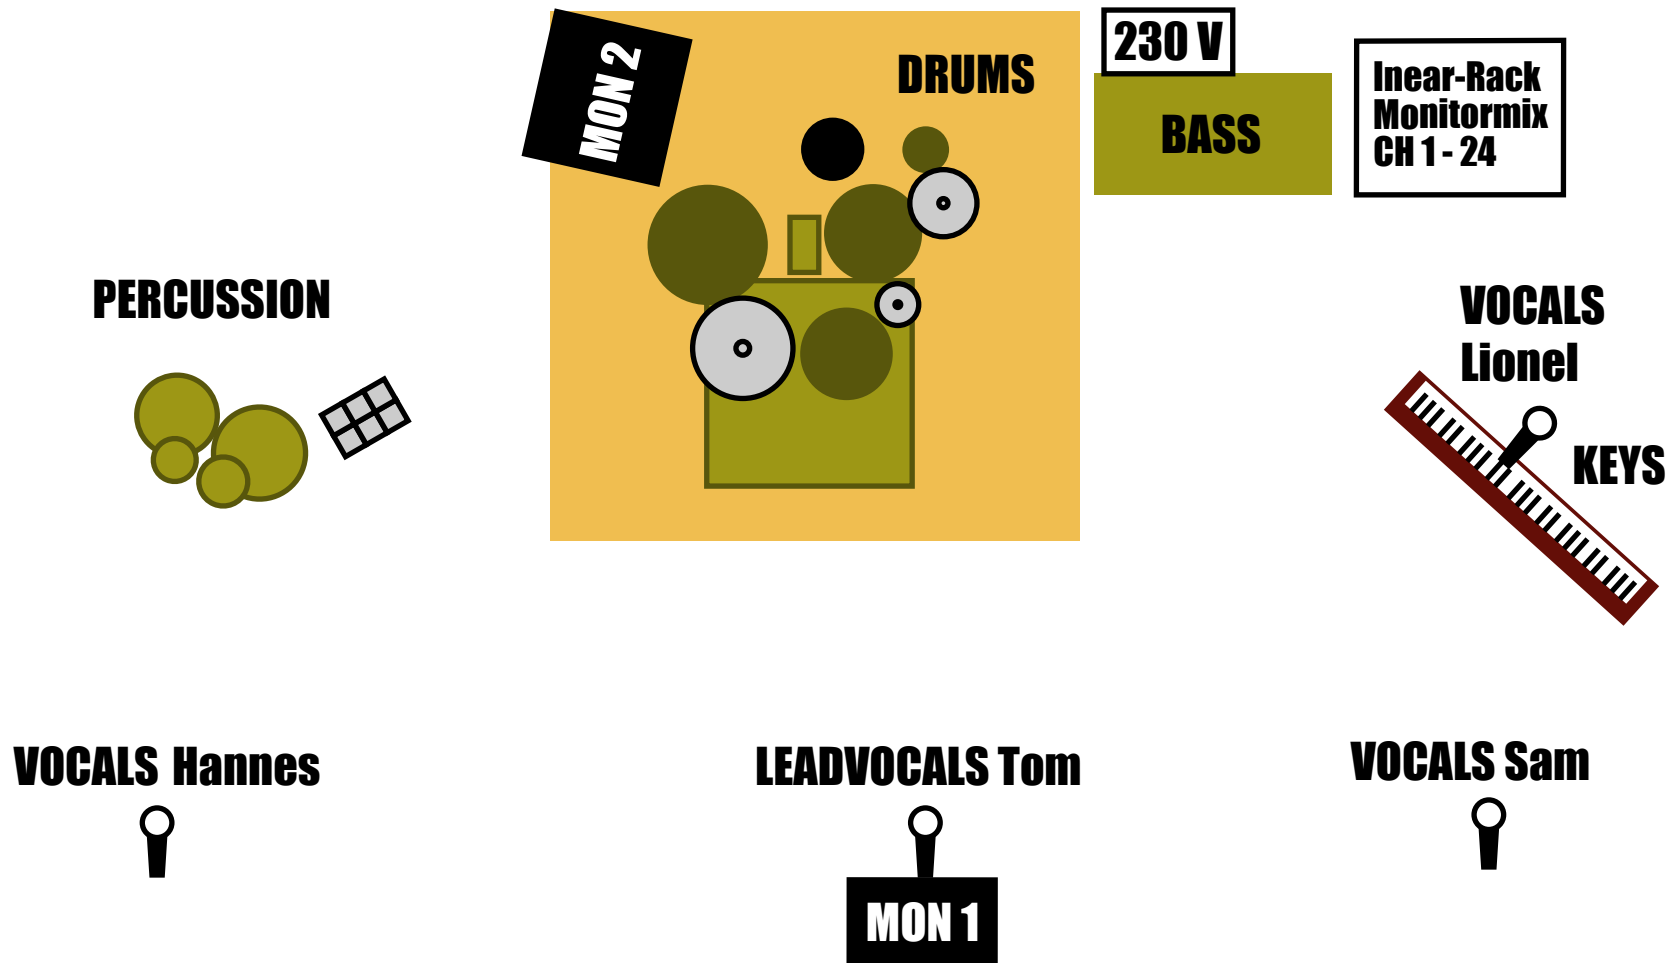 MON 2
DRUMS
230 V
BASS
Inear-Rack
Monitormix
CH 1 - 24
PERCUSSION
VOCALS
Lionel
KEYS
VOCALS Hannes
LEADVOCALS Tom
VOCALS Sam
MON 1